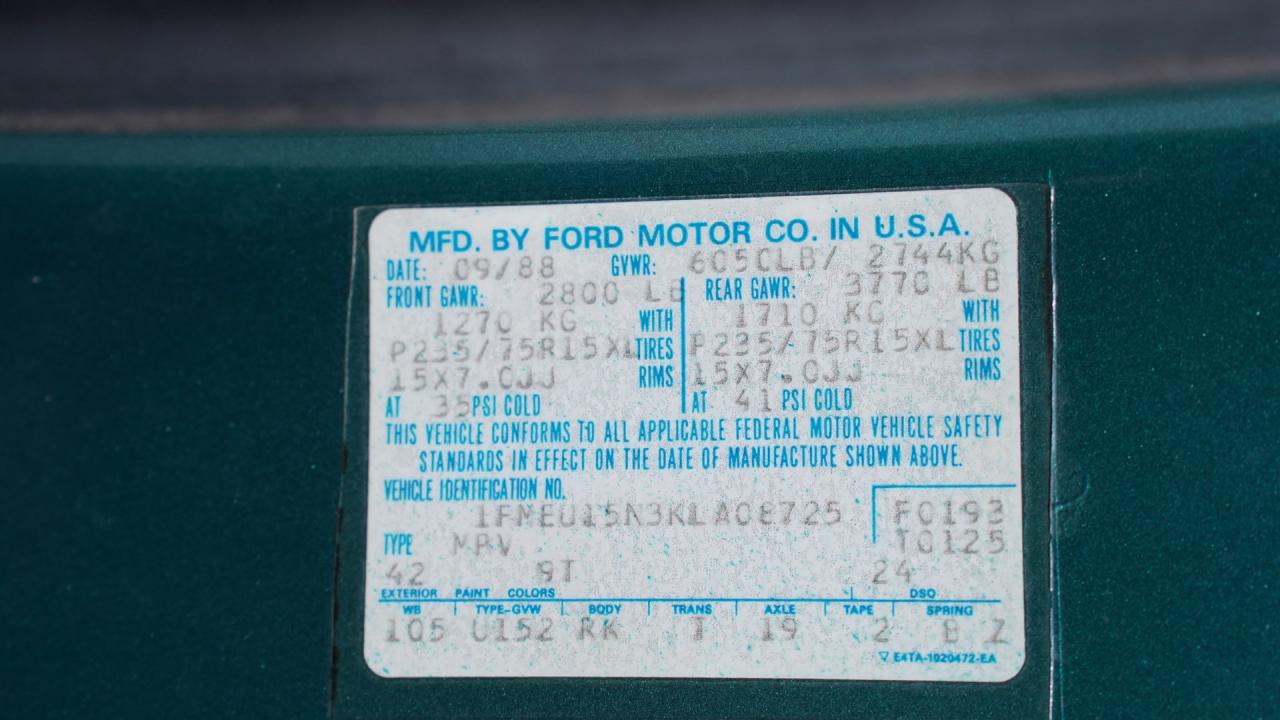 MFD. BY FORD MOTOR CO. IN U.S.A.
DATE: 09/88 GVWR: 6050LB/ 2744KG
FRONT GAWR: 2800 LB REAR GAWR: 3770 LB
1270 KG WITH 1710 KG WITH
P235/75R15XL TIRES P235/75R15XL TIRES
15X7.0JJ RIMS 15X7.0JJ RIMS
AT 35 PSI COLD AT 41 PSI COLD
THIS VEHICLE CONFORMS TO ALL APPLICABLE FEDERAL MOTOR VEHICLE SAFETY
STANDARDS IN EFFECT ON THE DATE OF MANUFACTURE SHOWN ABOVE.
VEHICLE IDENTIFICATION NO.
1FMEU15N3KLA08725 F0193
TYPE MPV T0125
42 9T 24
EXTERIOR PAINT COLORS DSO
WB TYPE-GVW BODY TRANS AXLE TAPE SPRING
105 U152 RK T 19 2 B Z
▽ E4TA-1020472-EA